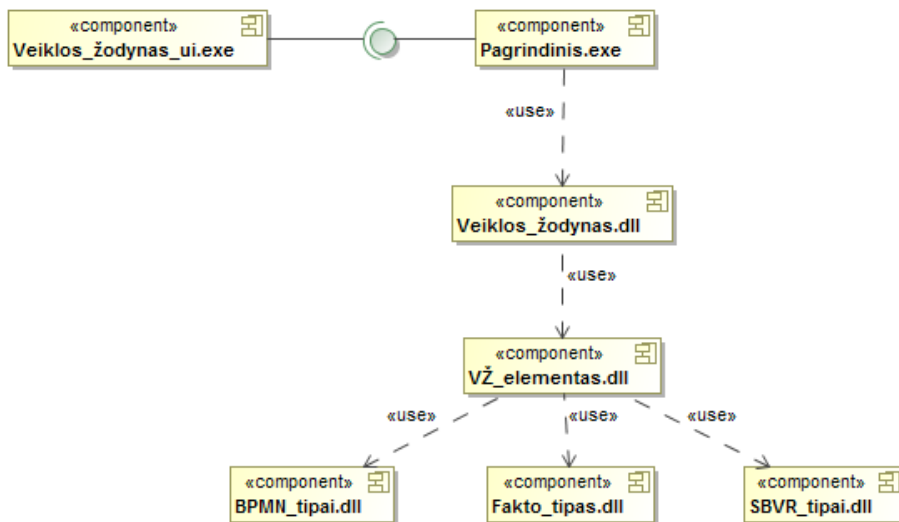 «component»
Veiklos_žodynas_ui.exe
«component»
Pagrindinis.exe
«use»
«component»
Veiklos_žodynas.dll
«use»
«component»
VŽ_elementas.dll
«use»
«use»
«use»
«component»
BPMN_tipai.dll
«component»
Fakto_tipas.dll
«component»
SBVR_tipai.dll